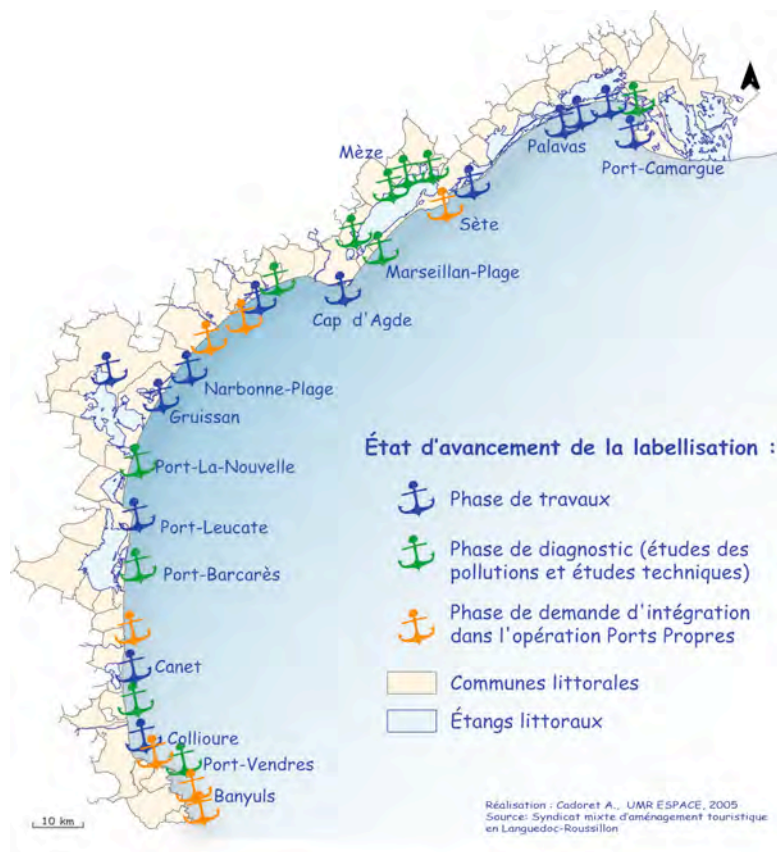 Mèze
Palavas
Port-Camargue
Sète
Marseillan-Plage
Cap d'Agde
Narbonne-Plage
Gruissan
État d'avancement de la labellisation :
Port-La-Nouvelle
Phase de travaux
Port-Leucate
Phase de diagnostic (études des
pollutions et études techniques)
Port-Barcarès
Phase de demande d'intégration
dans l'opération Ports Propres
Canet
Communes littorales
Étangs littoraux
Collioure
Port-Vendres
Banyuls
10 km
Réalisation : Cadoret A., UMR ESPACE, 2005
Source: Syndicat mixte d'aménagement touristique
en Languedoc-Roussillon